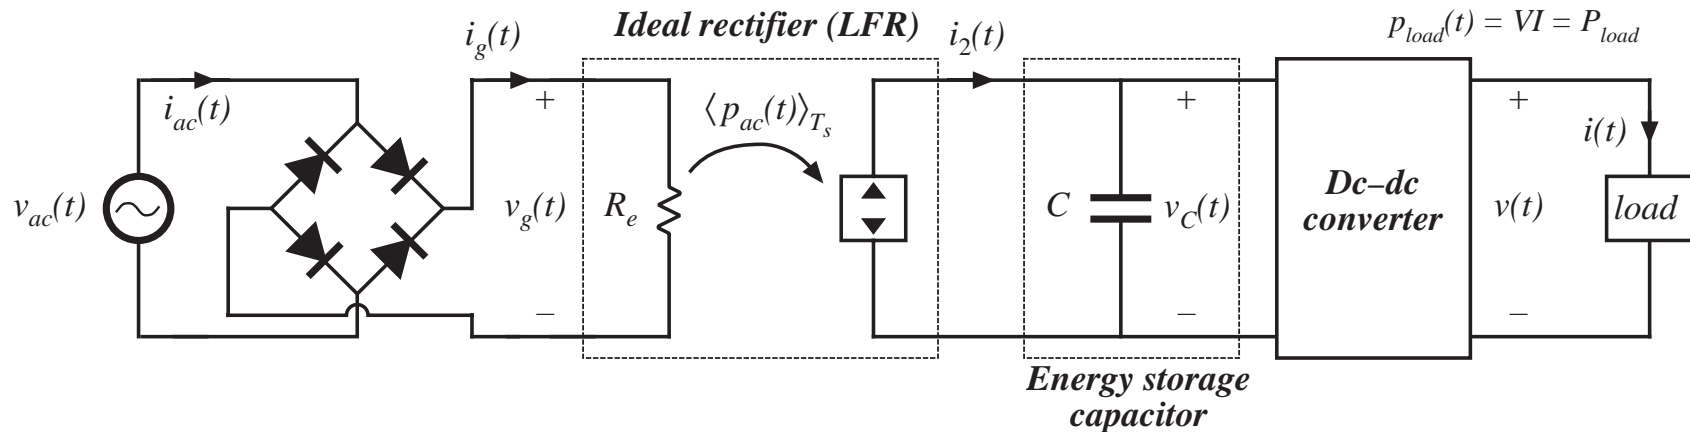 Ideal rectifier (LFR)
p_load(t) = VI = P_load
i_g(t)
i_2(t)
i_ac(t)
+
⟨p_ac(t)⟩_T_s
+
+
i(t)
v_ac(t)
v_g(t)
R_e
C
v_C(t)
Dc–dc
converter
v(t)
load
–
–
–
Energy storage
capacitor